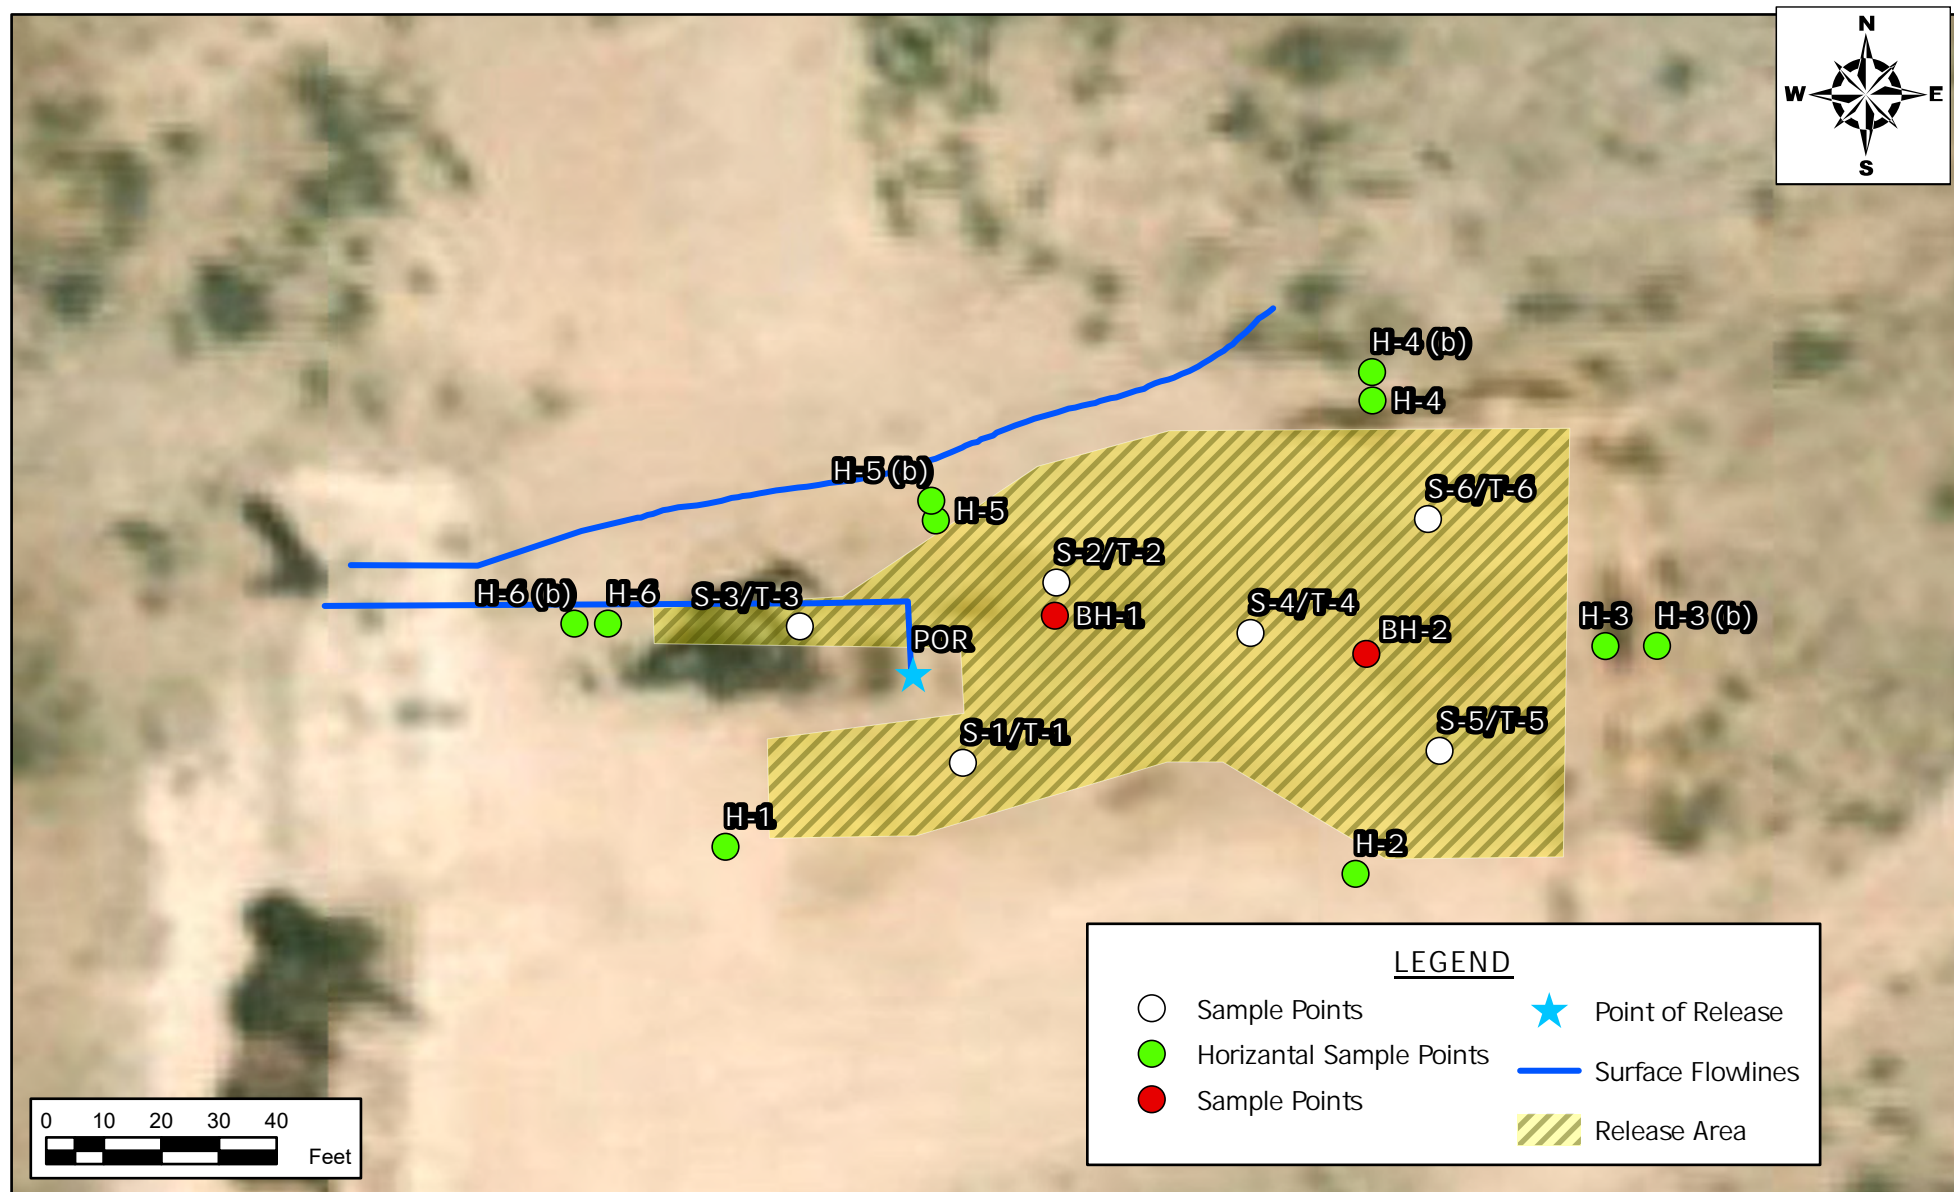 N
W E
S
H-4 (b)
H-4
H-5 (b)
H-5
S-6/T-6
S-2/T-2
H-6 (b) H-6 S-3/T-3
BH-1
S-4/T-4
BH-2
H-3 H-3 (b)
POR
S-1/T-1
S-5/T-5
H-1
H-2
LEGEND
Sample Points
Horizantal Sample Points
Sample Points
Point of Release
Surface Flowlines
Release Area
0 10 20 30 40
Feet